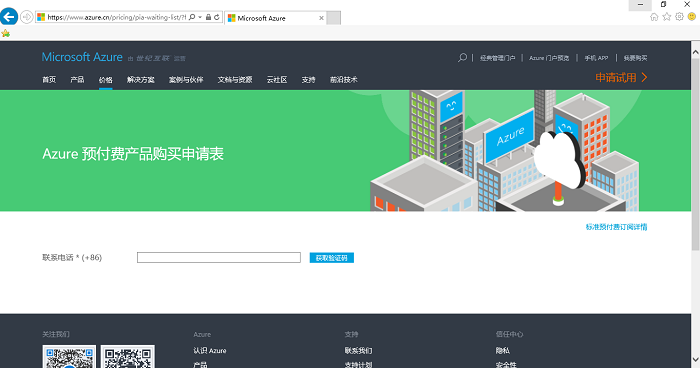 https://www.azure.cn/pricing/pia-waiting-list/?f
Microsoft Azure
Microsoft Azure 由 世纪互联 运营
经典管理门户 Azure 门户预览 手机 APP 我要购买
首页 产品 价格 解决方案 案例与伙伴 文档与资源 云社区 支持 前沿技术
申请试用
Azure
Azure 预付费产品购买申请表
标准预付费订阅详情
联系电话 * (+86)
获取验证码
关注我们 Azure 支持 信任中心
认识 Azure 联系我们 隐私
产品 支持计划 安全性